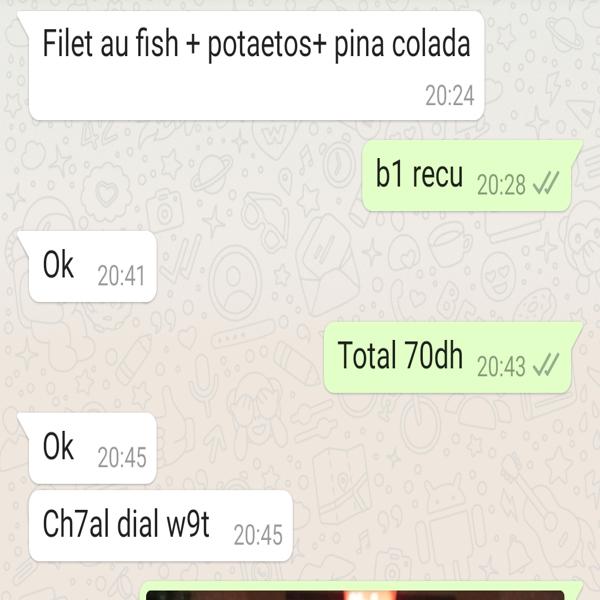 Filet au fish + potaetos+ pina colada
20:24
b1 recu 20:28
Ok 20:41
Total 70dh 20:43
Ok 20:45
Ch7al dial w9t 20:45